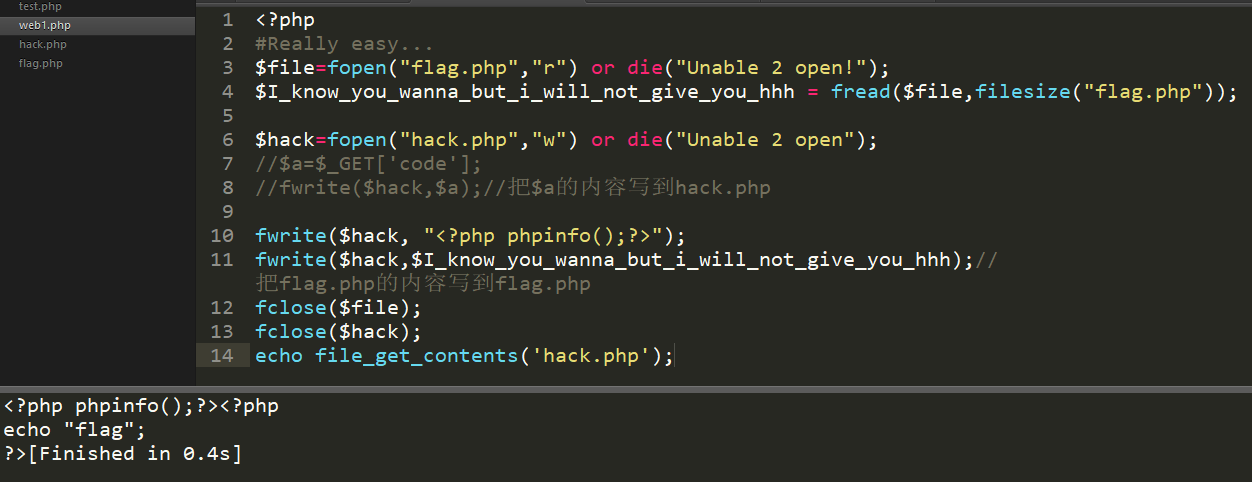 test.php
web1.php
hack.php
flag.php
1 <?php
2 #Really easy...
3 $file=fopen("flag.php","r") or die("Unable 2 open!");
4 $I_know_you_wanna_but_i_will_not_give_you_hhh = fread($file,filesize("flag.php"));
5
6 $hack=fopen("hack.php","w") or die("Unable 2 open");
7 //$a=$_GET['code'];
8 //fwrite($hack,$a);//把$a的内容写到hack.php
9
10 fwrite($hack, "<?php phpinfo();?>");
11 fwrite($hack,$I_know_you_wanna_but_i_will_not_give_you_hhh);//
把flag.php的内容写到flag.php
12 fclose($file);
13 fclose($hack);
14 echo file_get_contents('hack.php');
<?php phpinfo();?><?php
echo "flag";
?>[Finished in 0.4s]